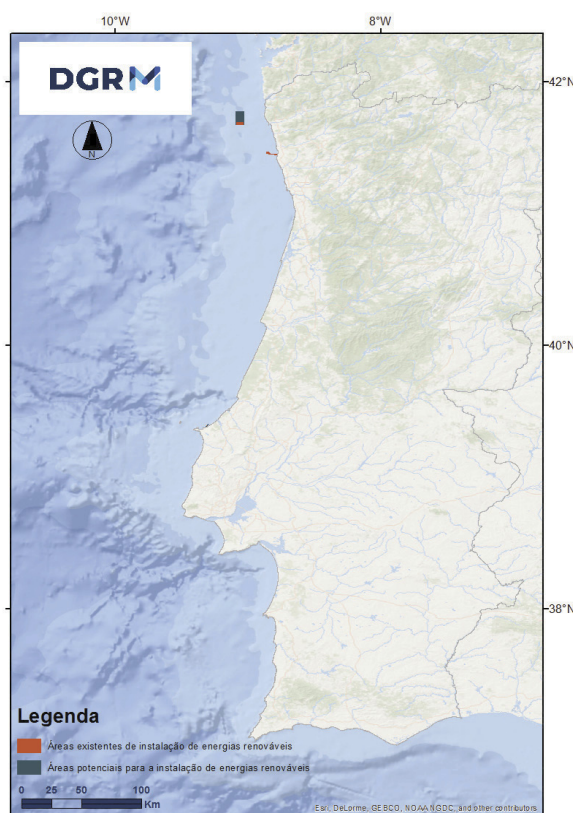 10°W 8°W
DGRM
42°N
N
40°N
38°N
Legenda
Áreas existentes de instalação de energias renováveis
Áreas potenciais para a instalação de energias renováveis
0 25 50 100
Km
Esri, DeLorme, GEBCO, NOAA NGDC, and other contributors